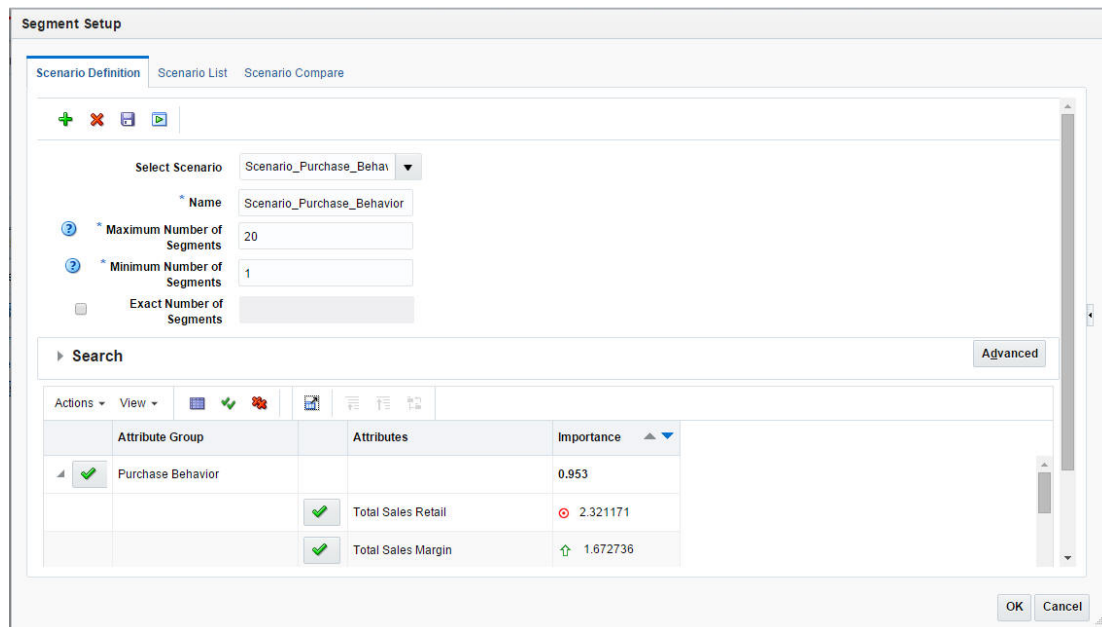 Segment Setup
Scenario Definition Scenario List Scenario Compare
Select Scenario Scenario_Purchase_Behav
* Name Scenario_Purchase_Behavior
* Maximum Number of
Segments 20
* Minimum Number of
Segments 1
Exact Number of
Segments
Search Advanced
Actions View
Attribute Group Attributes Importance
Purchase Behavior 0.953
Total Sales Retail 2.321171
Total Sales Margin 1.672736
OK Cancel